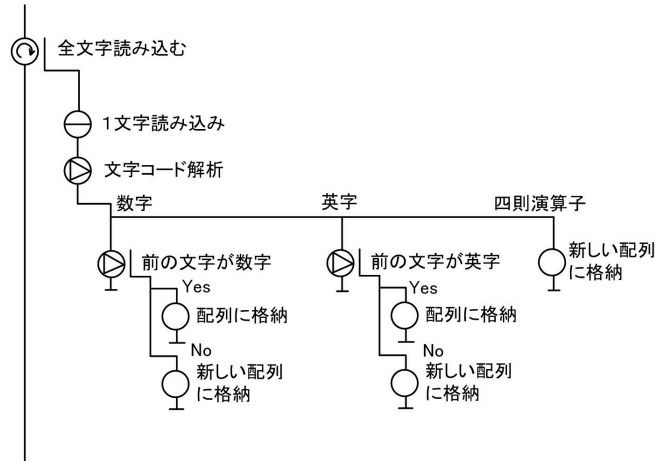 全文字読み込む
1文字読み込み
文字コード解析
数字
英字
四則演算子
前の文字が数字
Yes
配列に格納
No
新しい配列
に格納
前の文字が英字
Yes
配列に格納
No
新しい配列
に格納
新しい配列
に格納